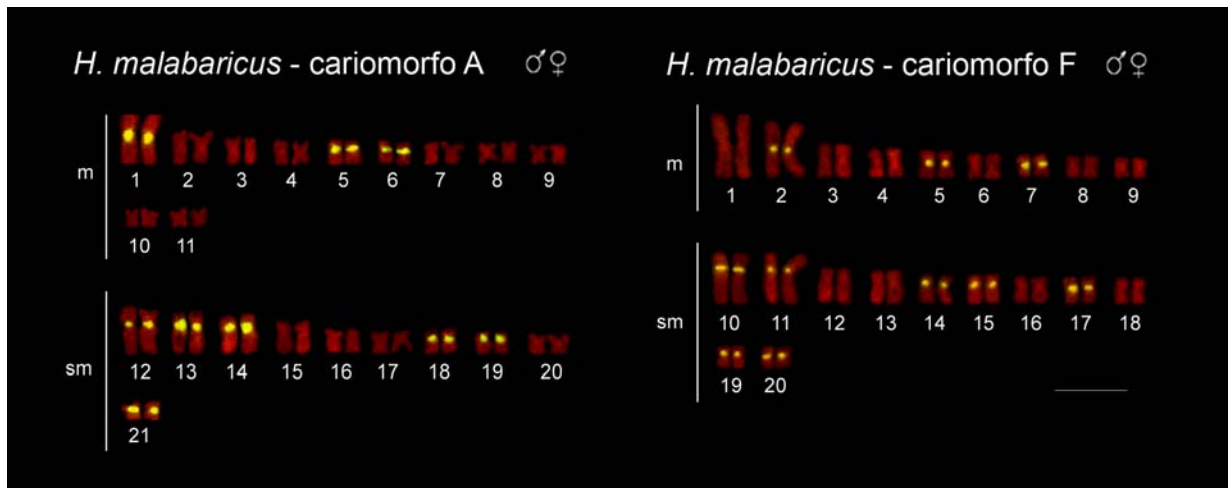 H. malabaricus - cariomorfo A ♂♀
m
1 2 3 4 5 6 7 8 9
10 11
sm
12 13 14 15 16 17 18 19 20
21
H. malabaricus - cariomorfo F ♂♀
m
1 2 3 4 5 6 7 8 9
sm
10 11 12 13 14 15 16 17 18
19 20